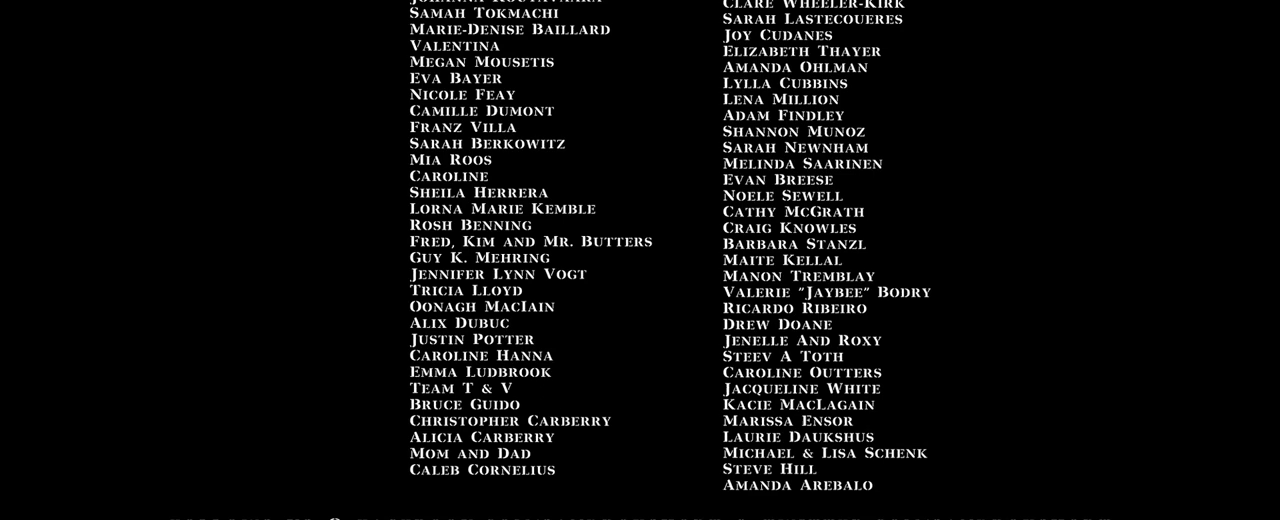 SAMAH TOKMACHI
MARIE-DENISE BAILLARD
VALENTINA
MEGAN MOUSETIS
EVA BAYER
NICOLE FEAY
CAMILLE DUMONT
FRANZ VILLA
SARAH BERKOWITZ
MIA ROOS
CAROLINE
SHEILA HERRERA
LORNA MARIE KEMBLE
ROSH BENNING
FRED, KIM AND MR. BUTTERS
GUY K. MEHRING
JENNIFER LYNN VOGT
TRICIA LLOYD
OONAGH MACIAIN
ALIX DUBUC
JUSTIN POTTER
CAROLINE HANNA
EMMA LUDBROOK
TEAM T & V
BRUCE GUIDO
CHRISTOPHER CARBERRY
ALICIA CARBERRY
MOM AND DAD
CALEB CORNELIUS
CLARE WHEELER-KIRK
SARAH LASTECOUERES
JOY CUDANES
ELIZABETH THAYER
AMANDA OHLMAN
LYLLA CUBBINS
LENA MILLION
ADAM FINDLEY
SHANNON MUNOZ
SARAH NEWNHAM
MELINDA SAARINEN
EVAN BREESE
NOELE SEWELL
CATHY MCGRATH
CRAIG KNOWLES
BARBARA STANZL
MAITE KELLAL
MANON TREMBLAY
VALERIE "JAYBEE" BODRY
RICARDO RIBEIRO
DREW DOANE
JENELLE AND ROXY
STEEV A TOTH
CAROLINE OUTTERS
JACQUELINE WHITE
KACIE MACLAGAIN
MARISSA ENSOR
LAURIE DAUKSHUS
MICHAEL & LISA SCHENK
STEVE HILL
AMANDA AREBALO